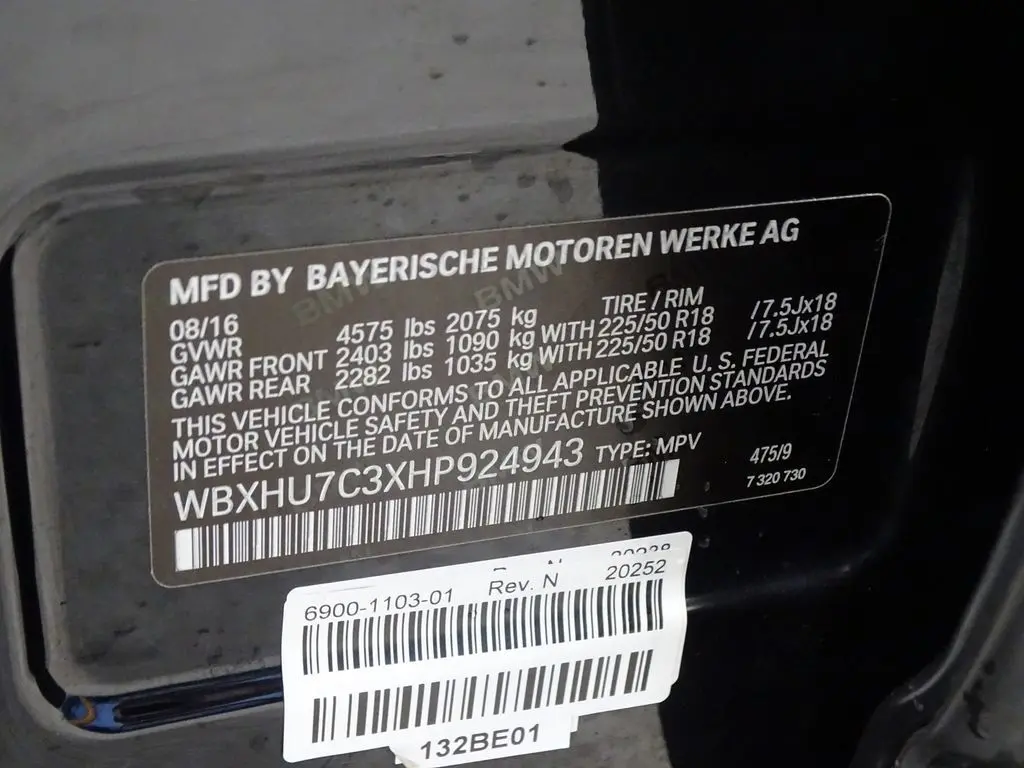 MFD BY BAYERISCHE MOTOREN WERKE AG
08/16 TIRE / RIM
GVWR 4575 lbs 2075 kg
GAWR FRONT 2403 lbs 1090 kg WITH 225/50 R18 /7.5Jx18
GAWR REAR 2282 lbs 1035 kg WITH 225/50 R18 /7.5Jx18
THIS VEHICLE CONFORMS TO ALL APPLICABLE U. S. FEDERAL
MOTOR VEHICLE SAFETY AND THEFT PREVENTION STANDARDS
IN EFFECT ON THE DATE OF MANUFACTURE SHOWN ABOVE.
WBXHU7C3XHP924943 TYPE: MPV 475/9
7 320 730
BMW BMW
6900-1103-01 Rev. N 20252
132BE01